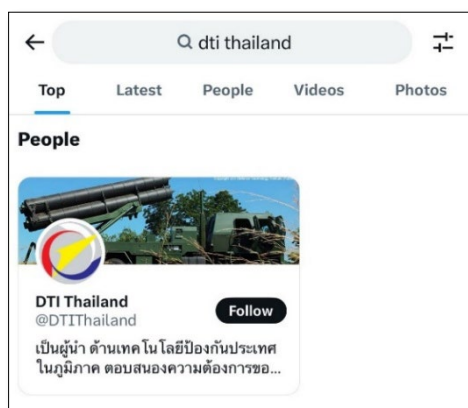 dti thailand
Top Latest People Videos Photos
People
DTI Thailand
@DTIThailand
Follow
เป็นผู้นำ ด้านเทคโนโลยีป้องกันประเทศ
ในภูมิภาค ตอบสนองความต้องการขอ...